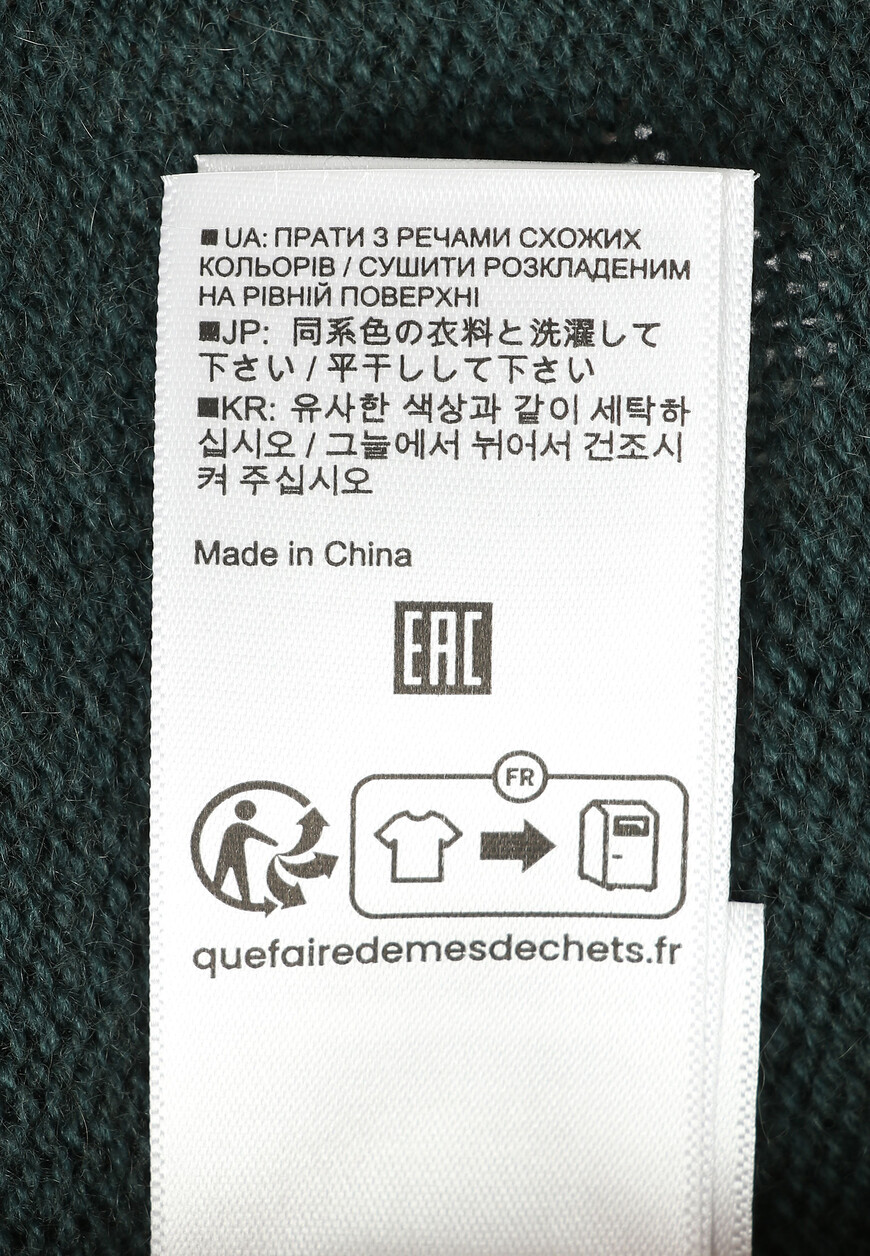 ■ UA: ПРАТИ З РЕЧАМИ СХОЖИХ
КОЛЬОРІВ / СУШИТИ РОЗКЛАДЕНИМ
НА РІВНІЙ ПОВЕРХНІ
■JP: 同系色の衣料と洗濯して
下さい / 平干ししして下さい
■KR: 유사한 색상과 같이 세탁하
십시오 / 그늘에서 뉘어서 건조시
켜 주십시오
Made in China
EAC
FR
quefairedemesdechets.fr